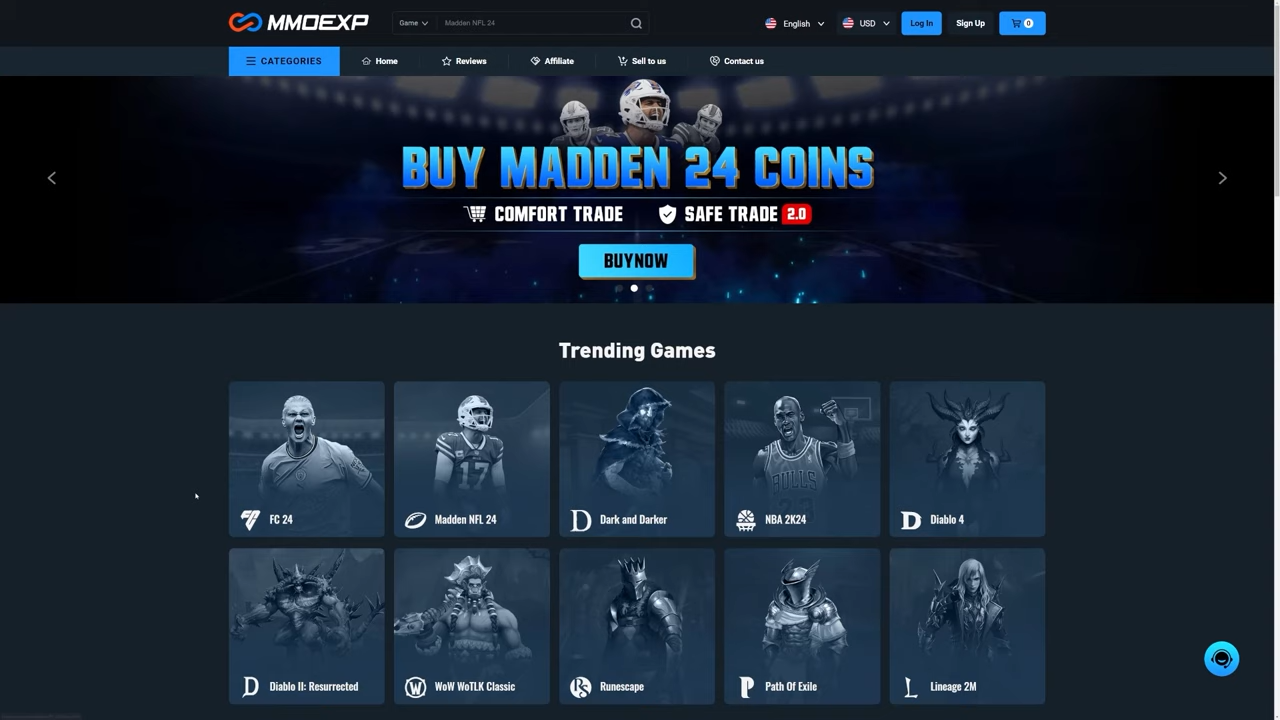 MMOEXP
Game
Madden NFL 24
English
USD
Log In
Sign Up
0
CATEGORIES
Home
Reviews
Affiliate
Sell to us
Contact us
BUY MADDEN 24 COINS
COMFORT TRADE
SAFE TRADE 2.0
BUYNOW
Trending Games
BULLS
17
FC 24
Madden NFL 24
Dark and Darker
NBA 2K24
Diablo 4
Diablo II: Resurrected
WoW WoTLK Classic
Runescape
Path Of Exile
Lineage 2M